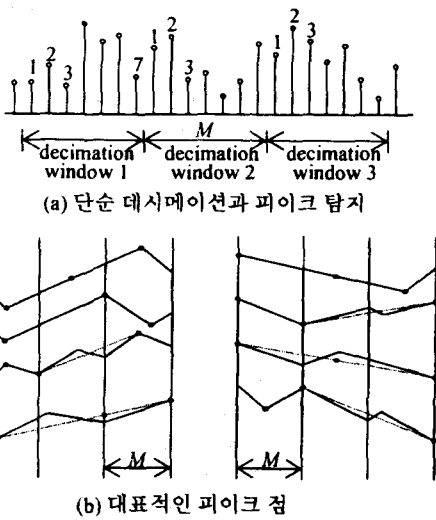 1 2 3 7 1 2 3 1 2 3
M
decimation window 1
decimation window 2
decimation window 3
(a) 단순 데시메이션과 피이크 탐지
M M
(b) 대표적인 피이크 점